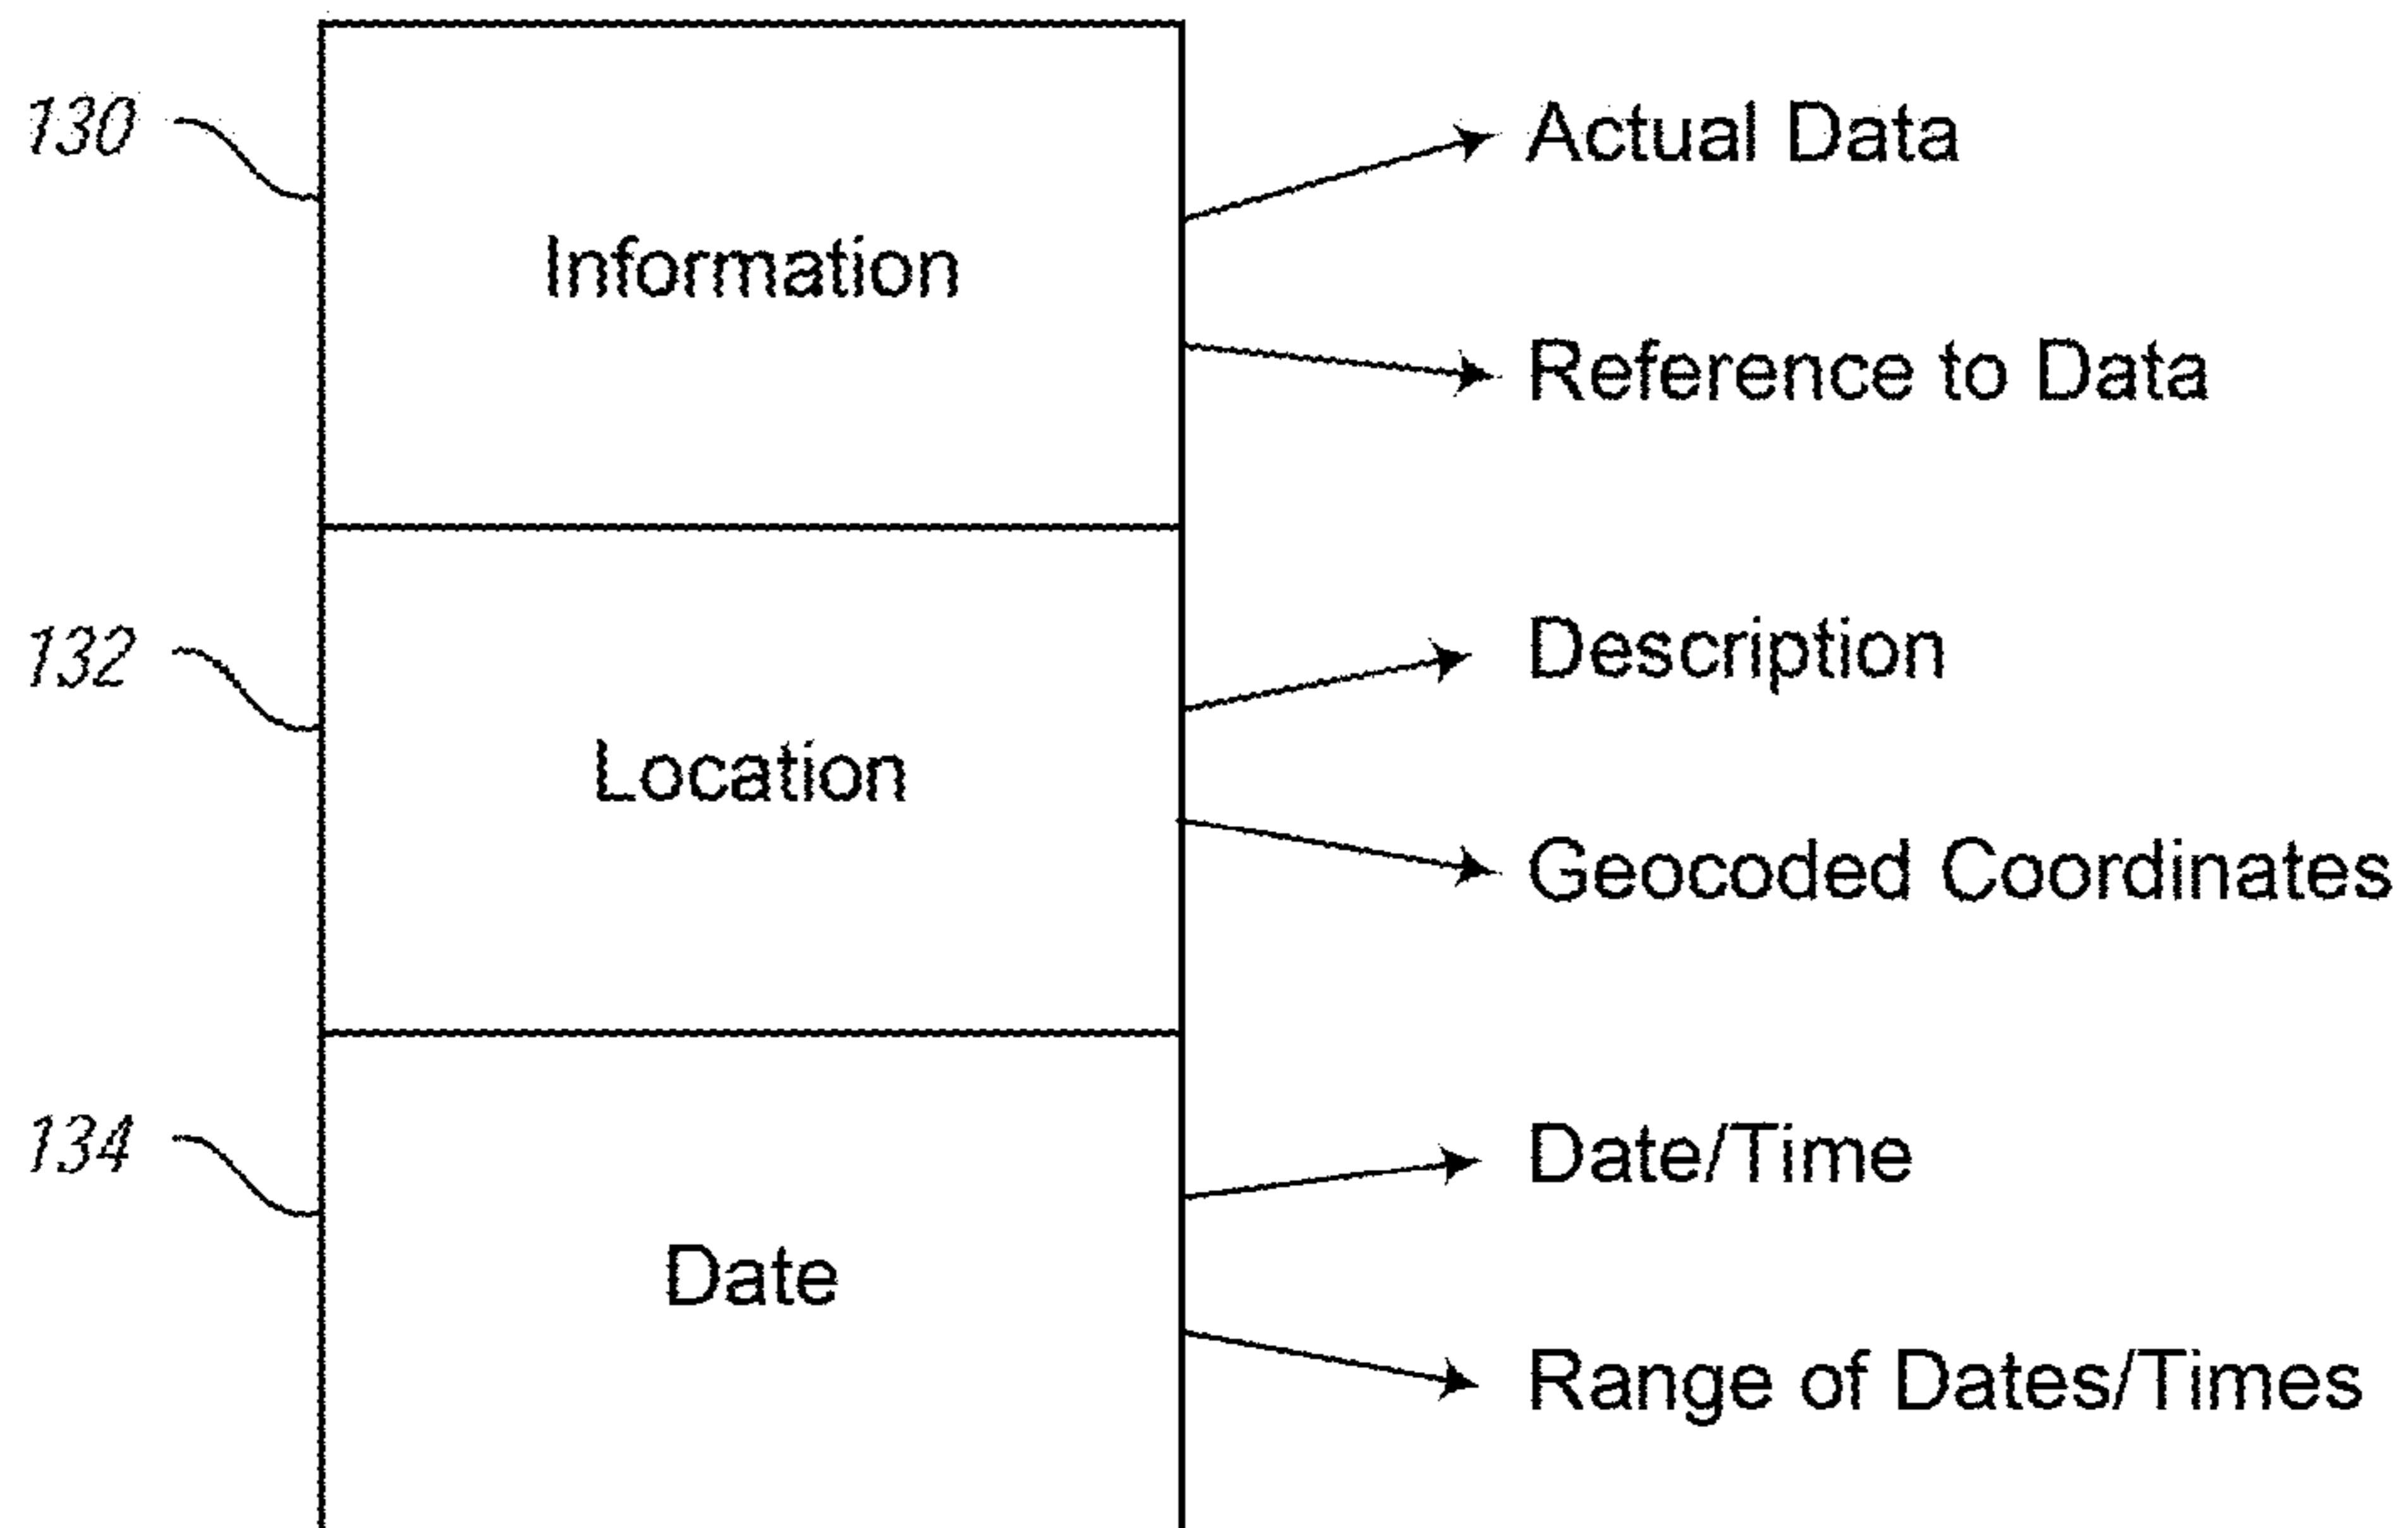 130
Information
Actual Data
Reference to Data
132
Location
Description
Geocoded Coordinates
134
Date
Date/Time
Range of Dates/Times